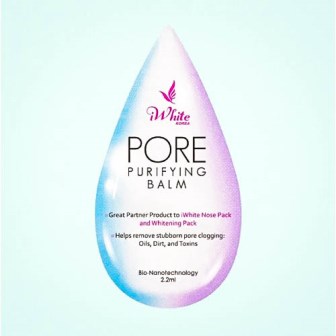 iWhite
KOREA
PORE
PURIFYING
BALM
Great Partner Product to iWhite Nose Pack
and Whitening Pack
Helps remove stubborn pore clogging:
Oils, Dirt, and Toxins
Bio-Nanotechnology
2.2ml